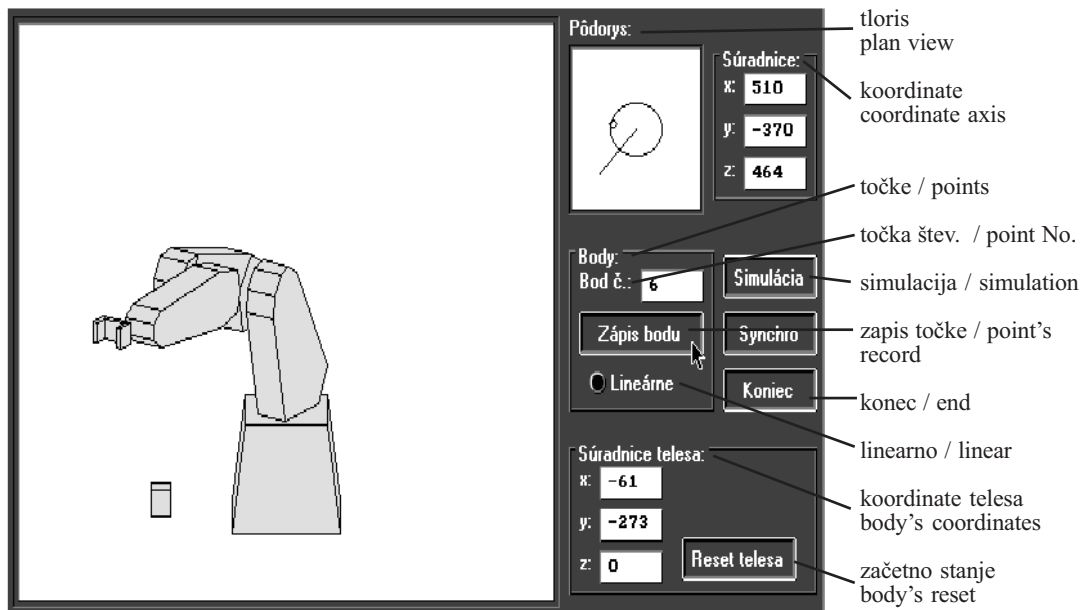 Pôdorys:
Súradnice:
x: 510
y: -370
z: 464
Body:
Bod č.: 6
Zápis bodu
Lineárne
Simulácia
Synchro
Koniec
Súradnice telesa:
x: -61
y: -273
z: 0
Reset telesa
tloris
plan view
koordinate
coordinate axis
točke / points
točka štev. / point No.
simulacija / simulation
zapis točke / point's
record
konec / end
linearno / linear
koordinate telesa
body's coordinates
začetno stanje
body's reset